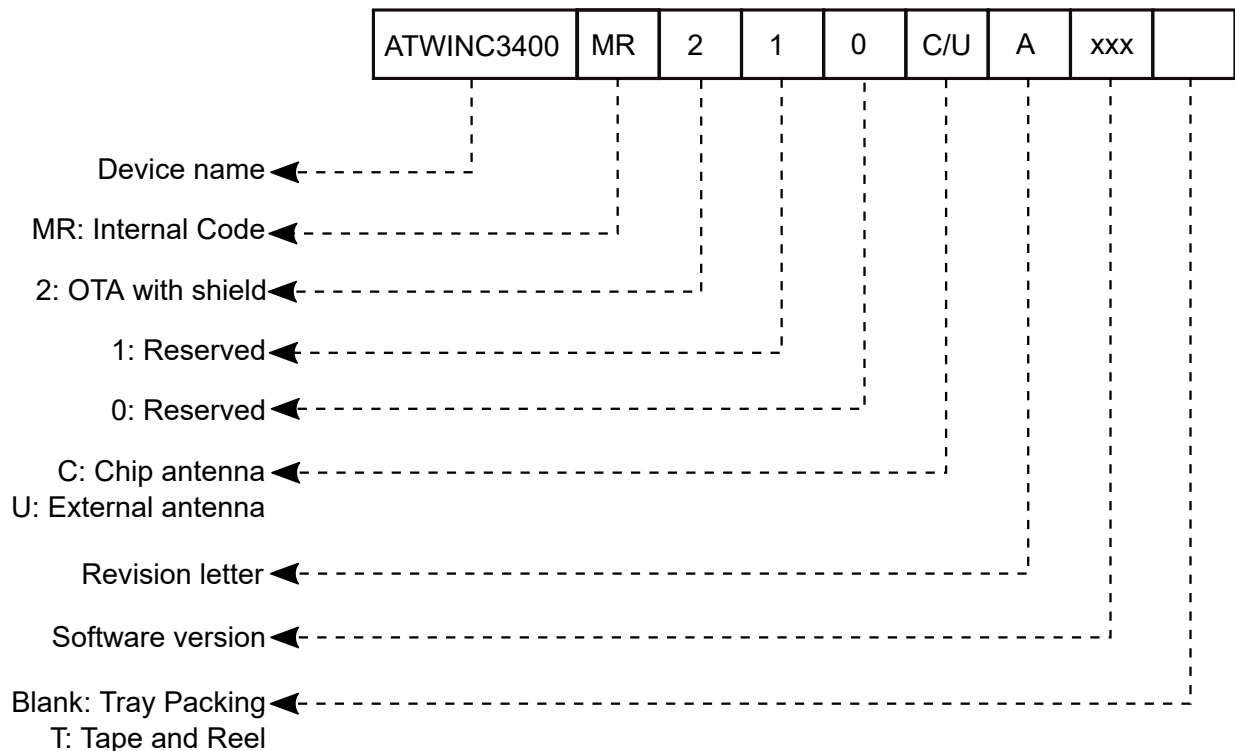 ATWINC3400 MR 2 1 0 C/U A xxx
Device name
MR: Internal Code
2: OTA with shield
1: Reserved
0: Reserved
C: Chip antenna
U: External antenna
Revision letter
Software version
Blank: Tray Packing
T: Tape and Reel